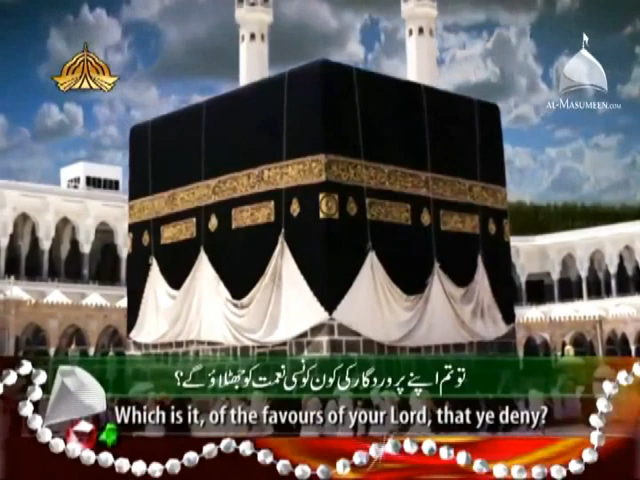 AL-MASUMEEN.COM
تو تم اپنے پروردگار کی کون کونسی نعمت کو جھٹلاؤ گے؟
Which is it, of the favours of your Lord, that ye deny?